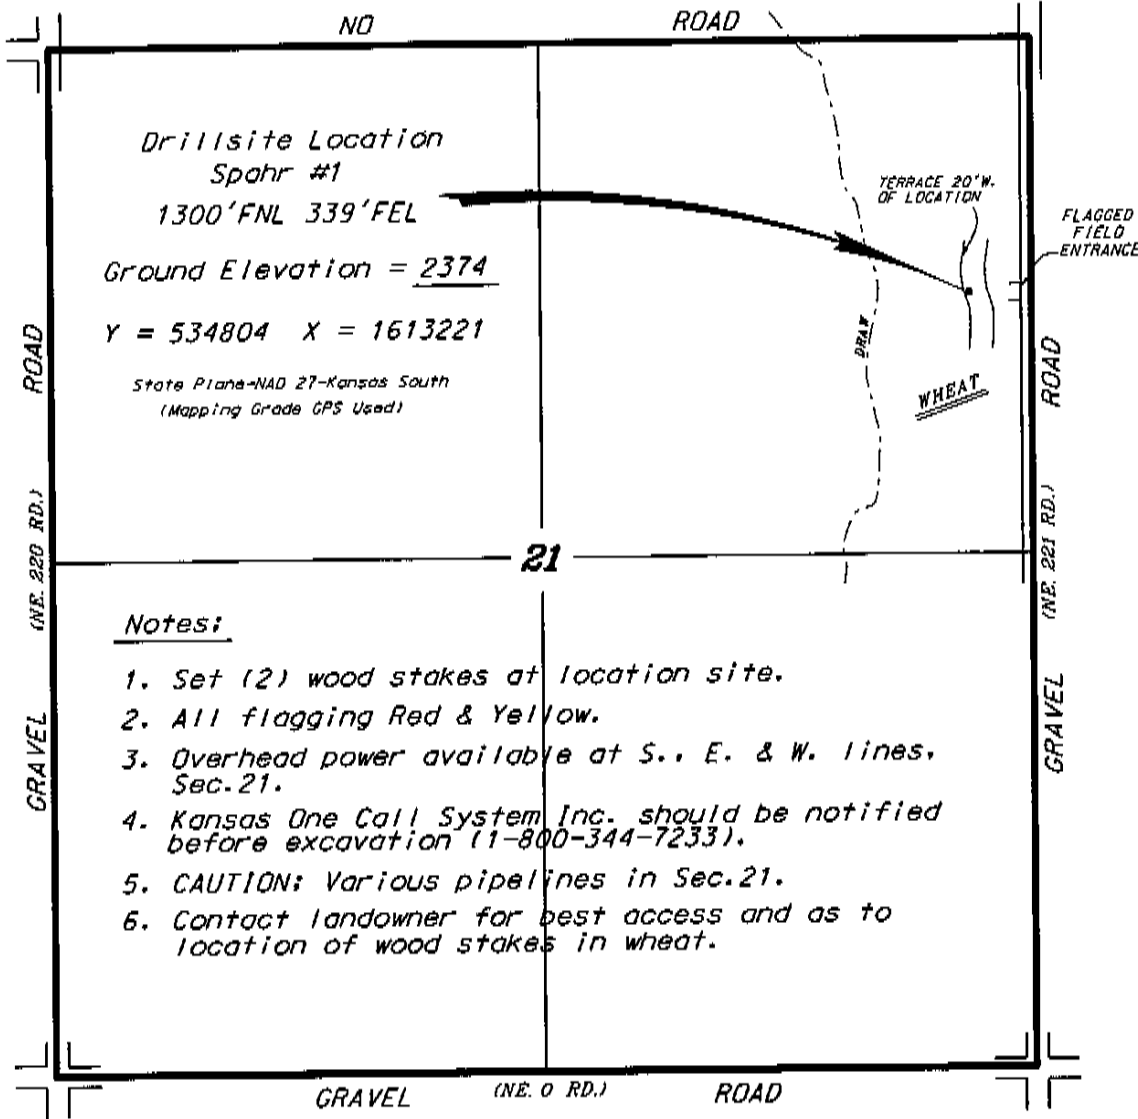 NO ROAD
Drillsite Location
Spahr #1
1300'FNL 339'FEL
Ground Elevation = 2374
Y = 534804 X = 1613221
State Plane-NAD 27-Kansas South
(Mapping Grade GPS Used)
TERRACE 20'W.
OF LOCATION
FLAGGED
FIELD
ENTRANCE
DRAW
WHEAT
ROAD
(NE. 220 RD.)
GRAVEL
ROAD
(NE. 221 RD.)
GRAVEL
21
Notes:
1. Set (2) wood stakes at location site.
2. All flagging Red & Yellow.
3. Overhead power available at S., E. & W. lines,
Sec.21.
4. Kansas One Call System Inc. should be notified
before excavation (1-800-344-7233).
5. CAUTION: Various pipelines in Sec.21.
6. Contact landowner for best access and as to
location of wood stakes in wheat.
GRAVEL (NE. 0 RD.) ROAD